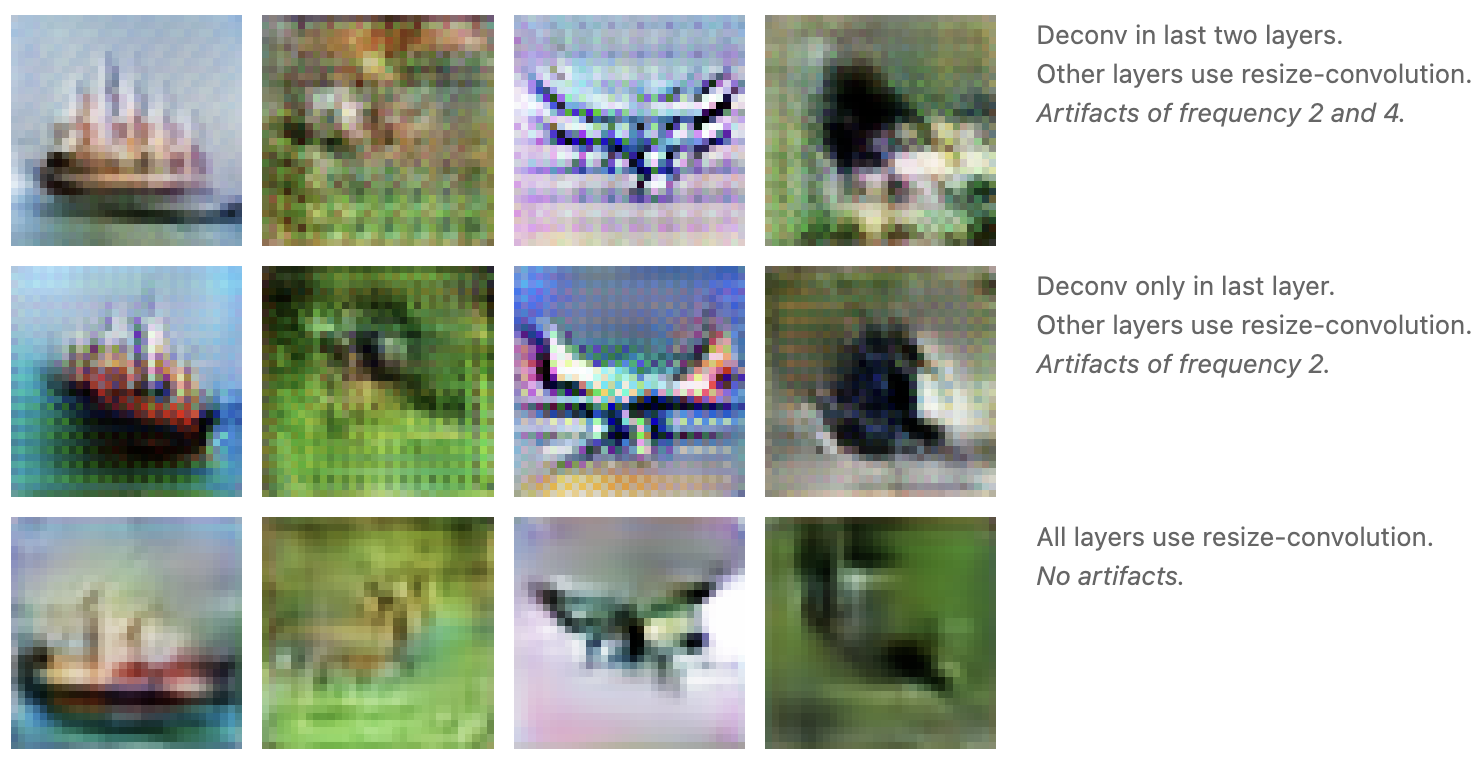 Deconv in last two layers.
Other layers use resize-convolution.
Artifacts of frequency 2 and 4.
Deconv only in last layer.
Other layers use resize-convolution.
Artifacts of frequency 2.
All layers use resize-convolution.
No artifacts.